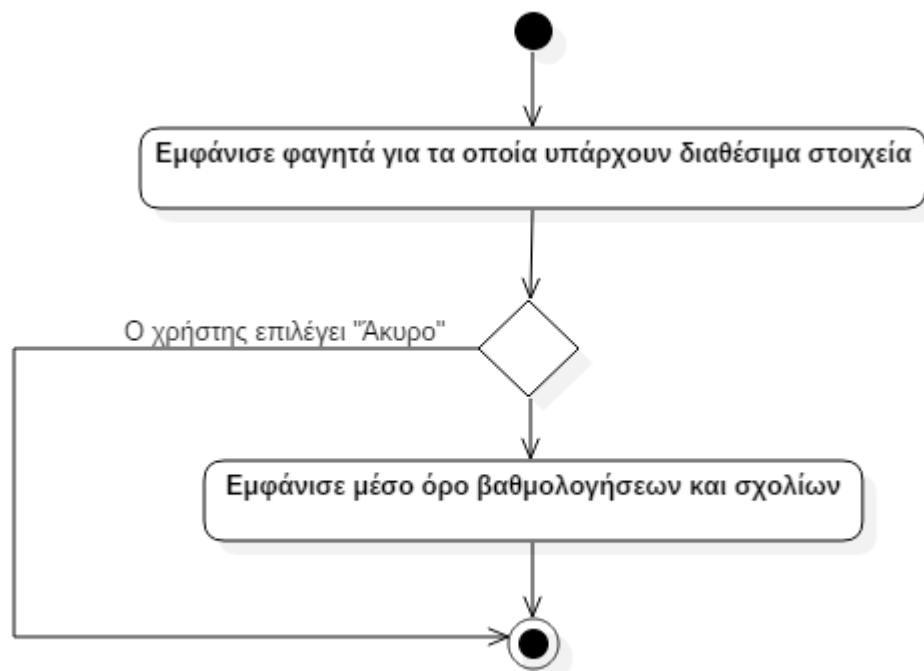 Εμφάνισε φαγητά για τα οποία υπάρχουν διαθέσιμα στοιχεία
Ο χρήστης επιλέγει "Άκυρο"
Εμφάνισε μέσο όρο βαθμολογήσεων και σχολίων